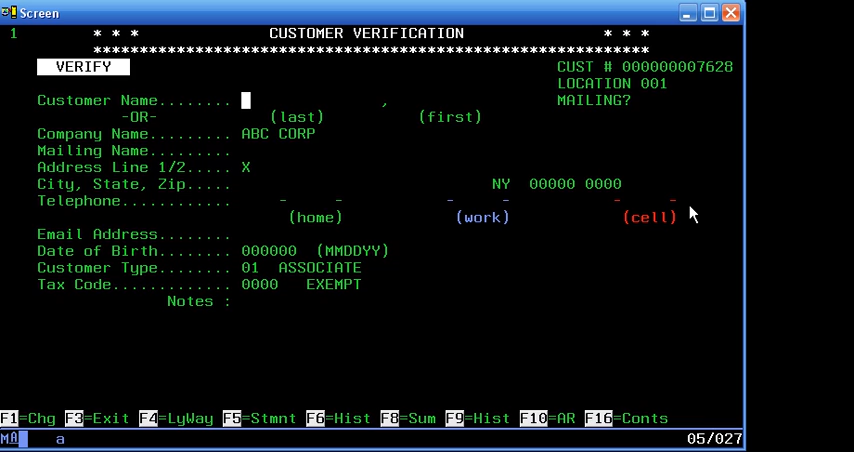 Screen
1 * * * CUSTOMER VERIFICATION * * *
************************************************************
VERIFY CUST # 000000007628
LOCATION 001
Customer Name......... , MAILING?
-OR- (last) (first)
Company Name.......... ABC CORP
Mailing Name..........
Address Line 1/2..... X
City, State, Zip..... NY 00000 0000
Telephone............ - - - - - -
(home) (work) (cell)
Email Address........
Date of Birth........ 000000 (MMDDYY)
Customer Type........ 01 ASSOCIATE
Tax Code............. 0000 EXEMPT
Notes :
F1=Chg F3=Exit F4=LyWay F5=Stmnt F6=Hist F8=Sum F9=Hist F10=AR F16=Conts
MA a 05/027